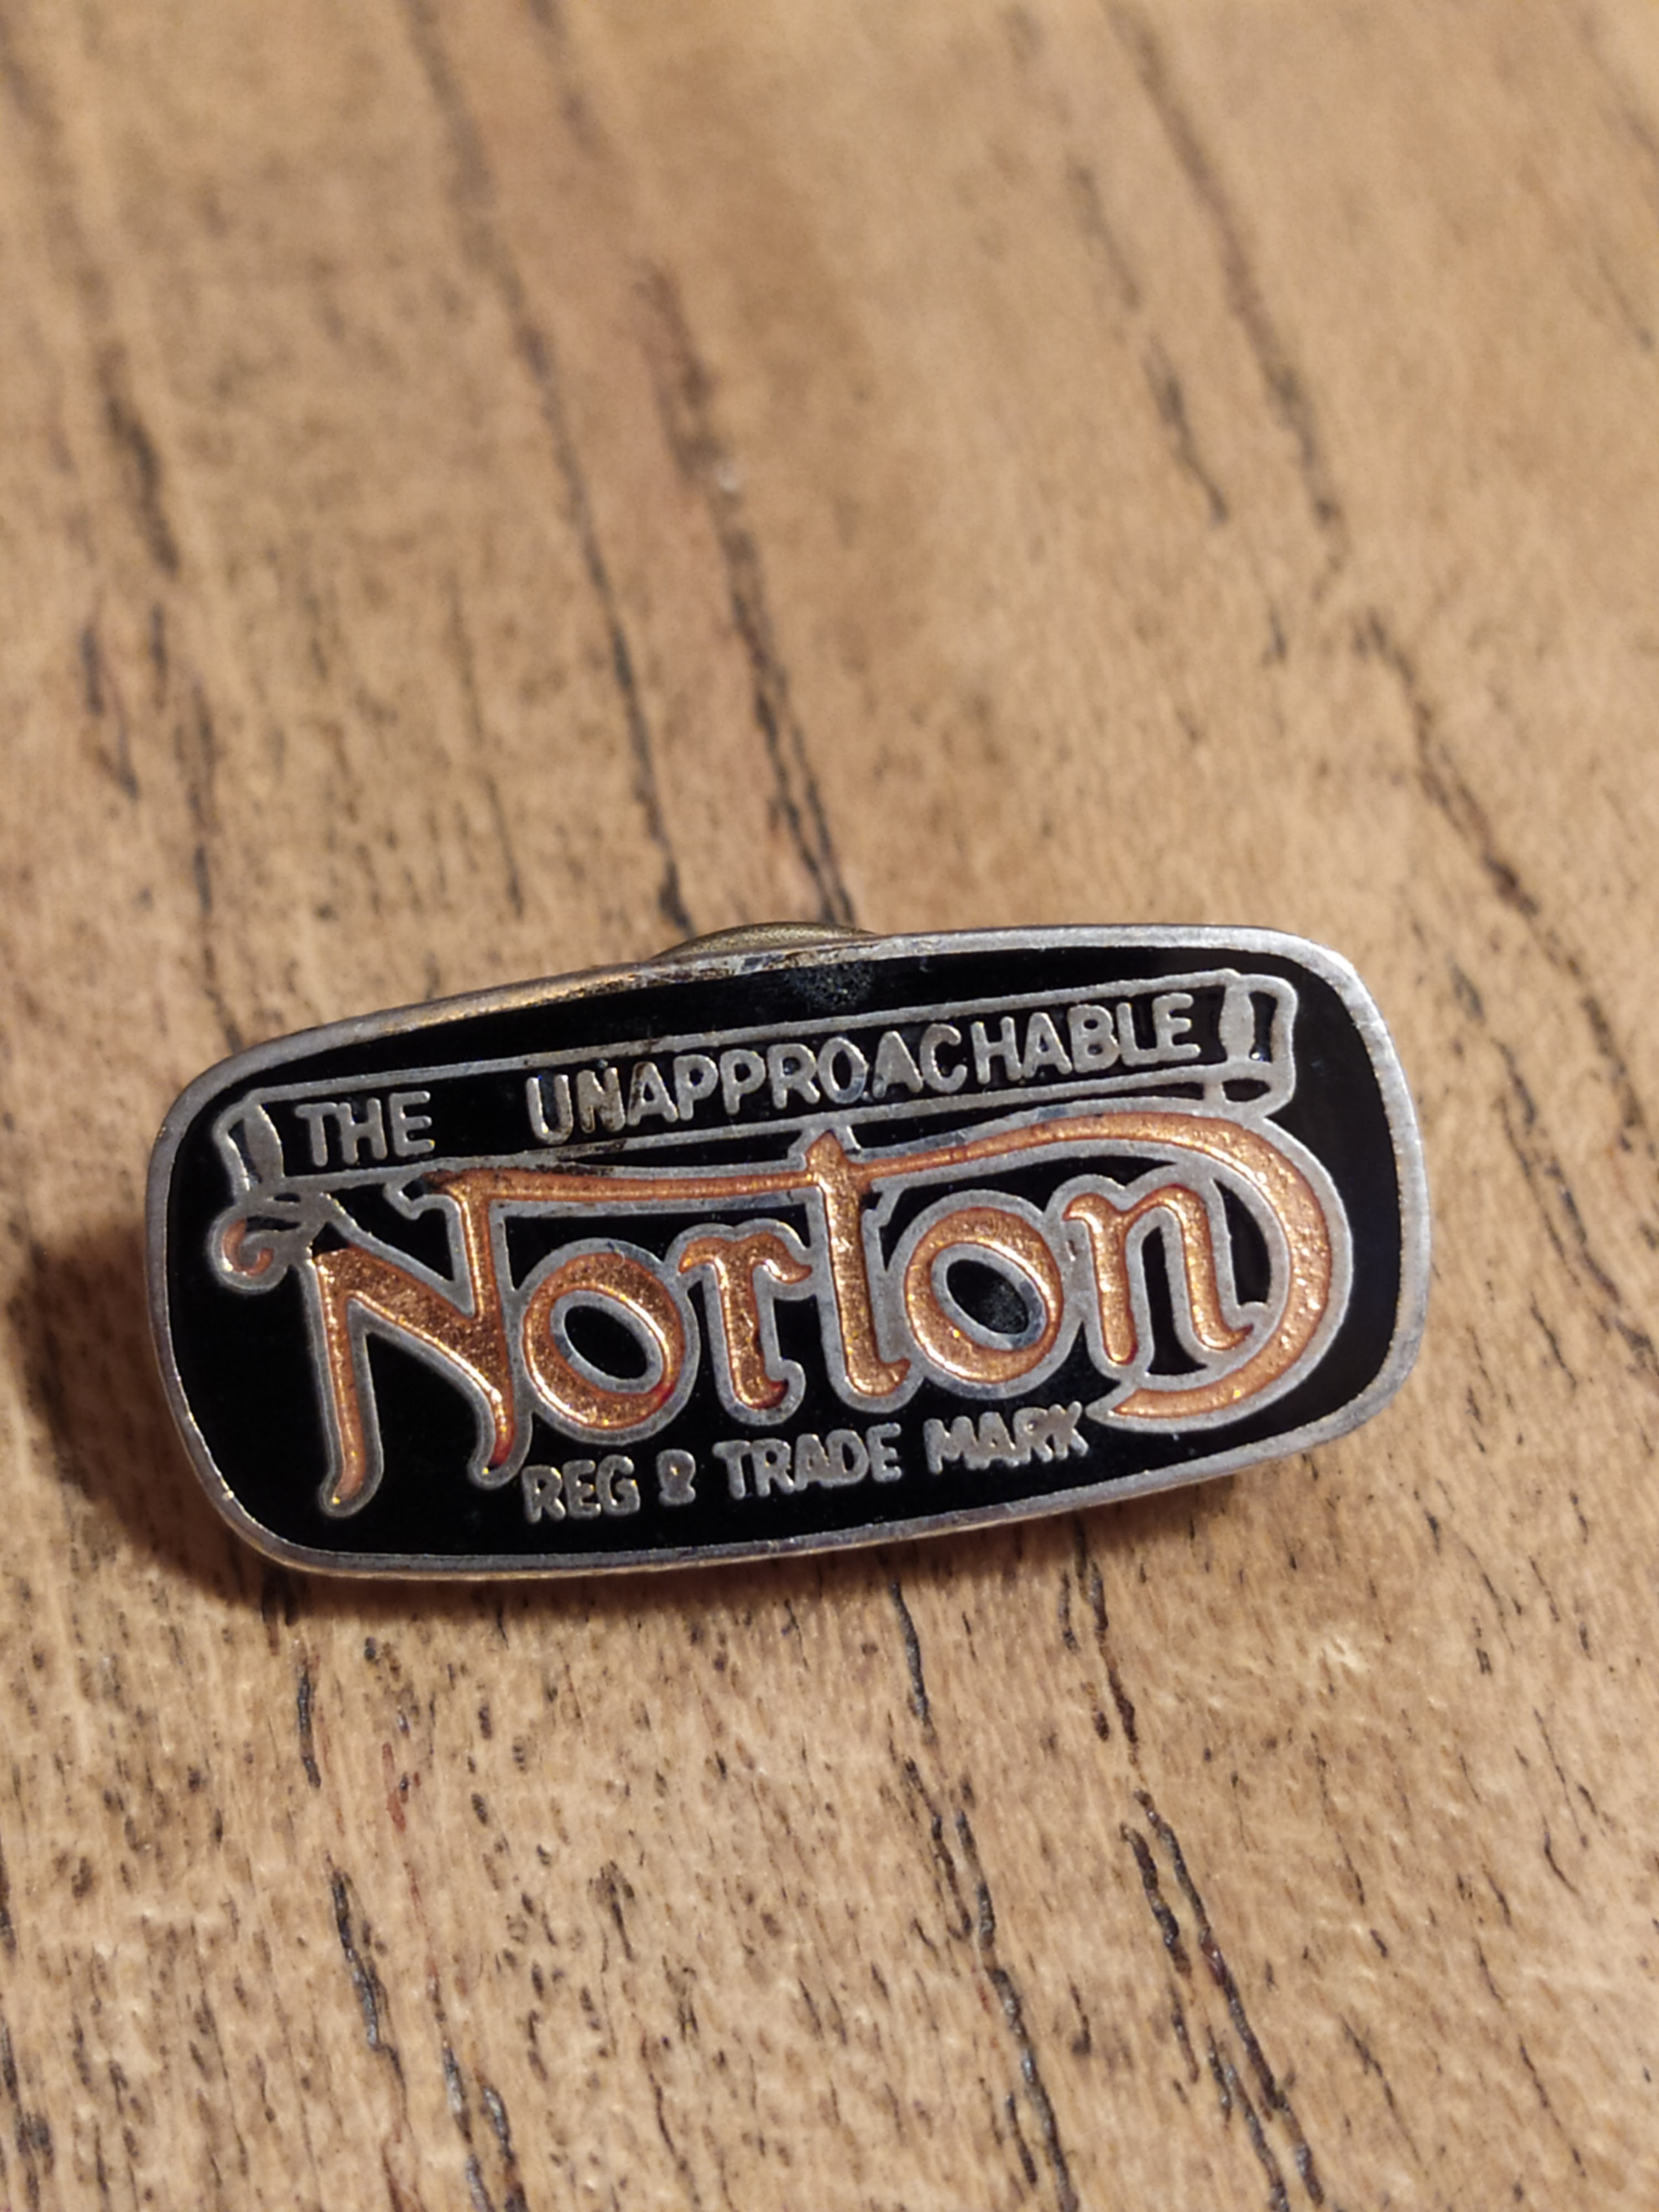 THE UNAPPROACHABLE
Norton
REG & TRADE MARK